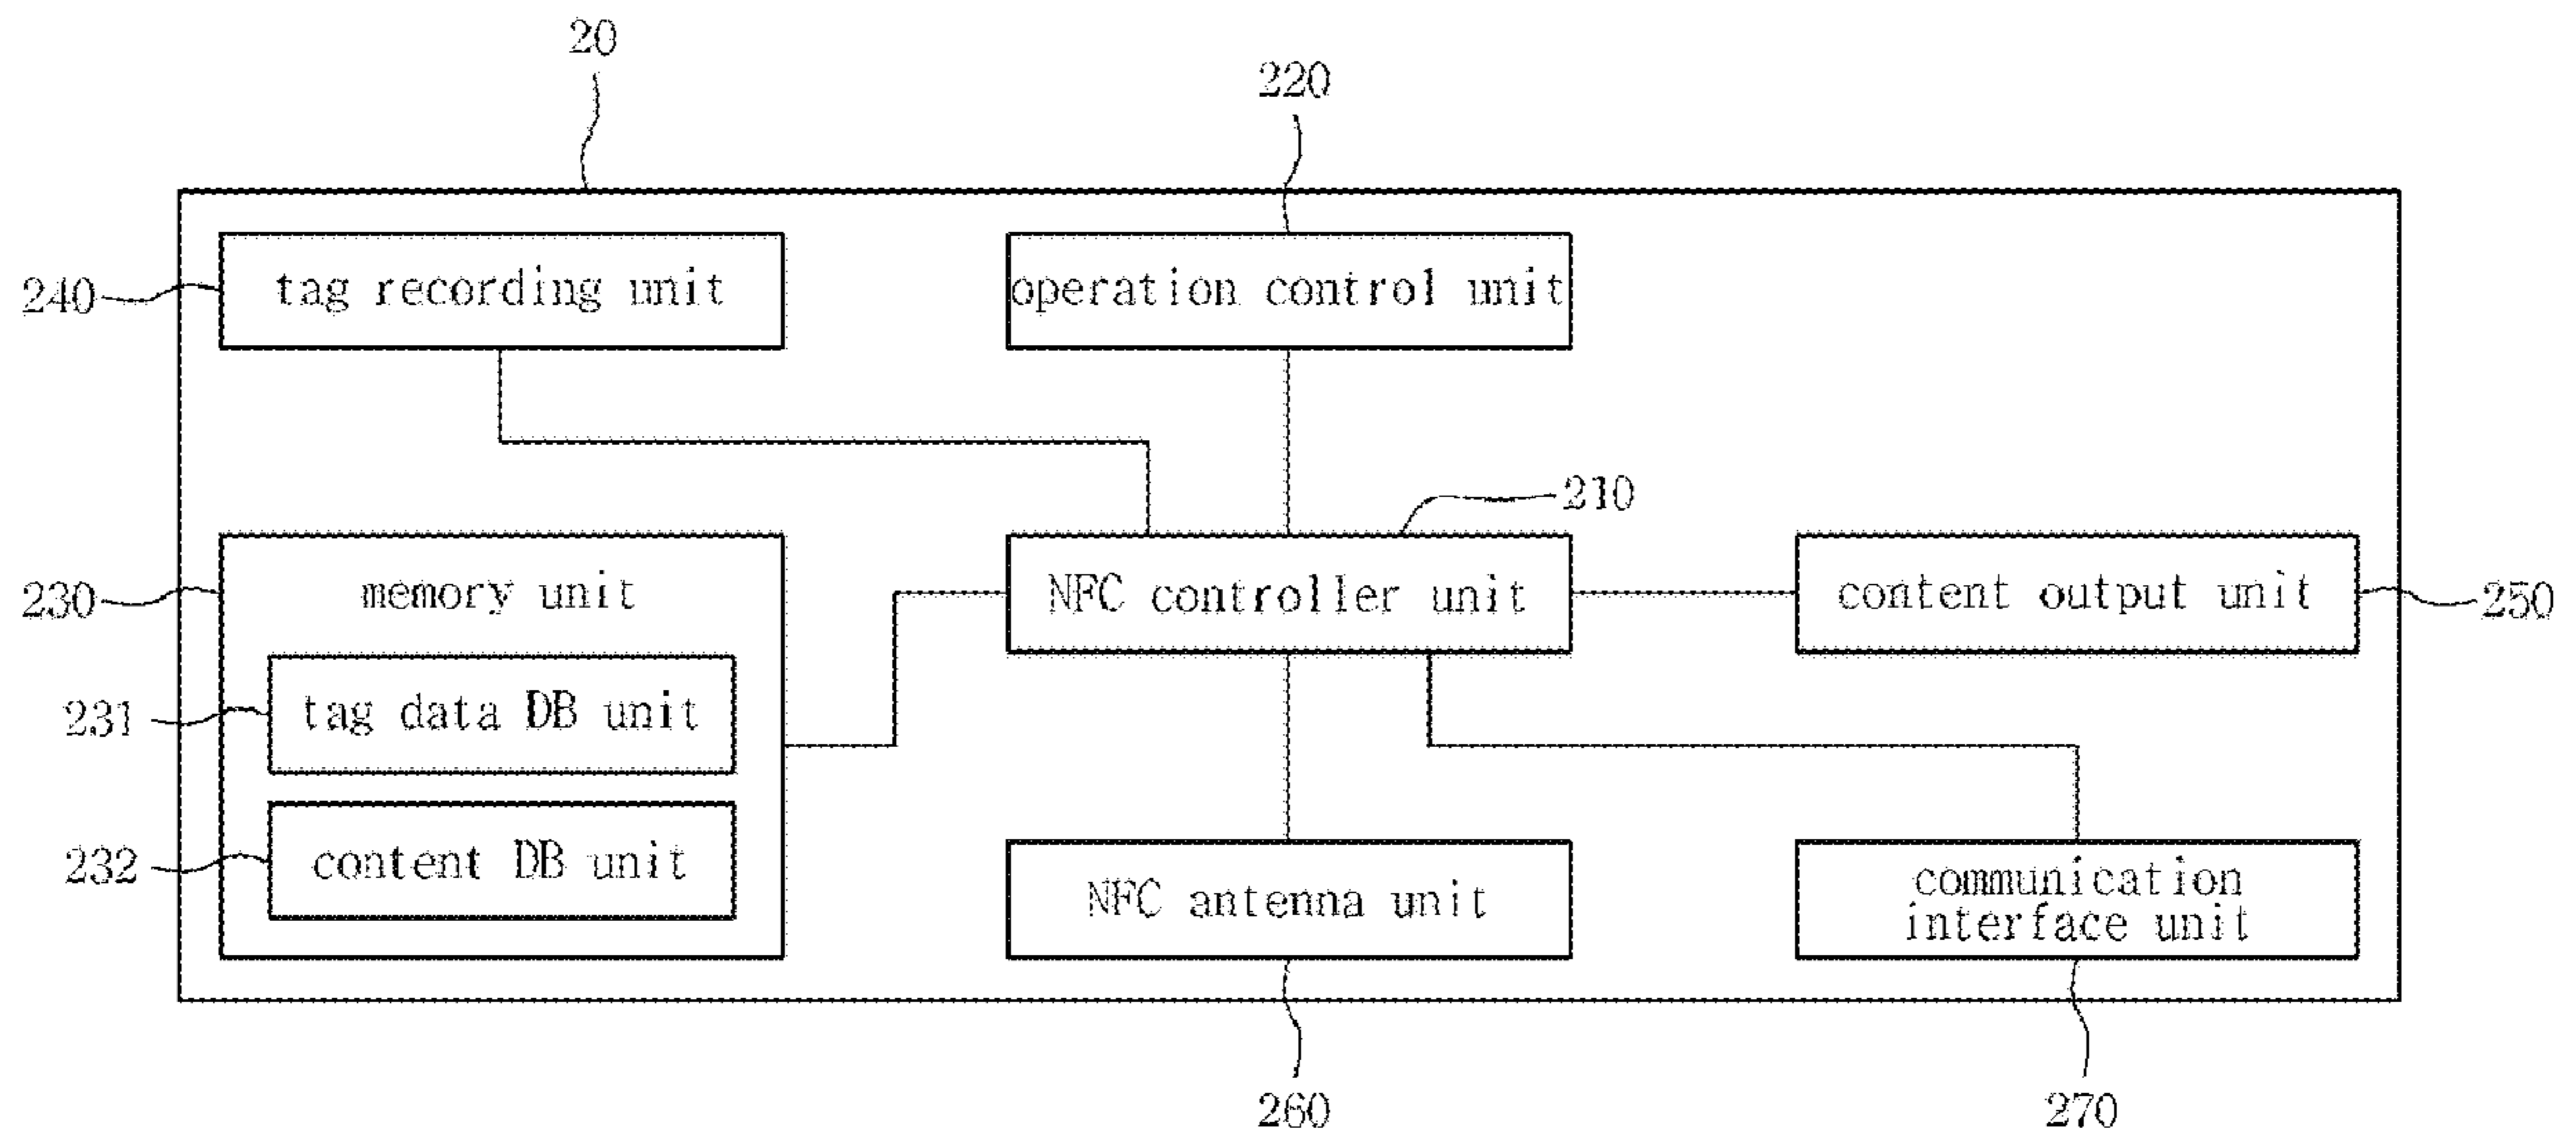 20
220
240
tag recording unit
operation control unit
210
230
memory unit
NFC controller unit
content output unit
250
231
tag data DB unit
232
content DB unit
NFC antenna unit
communication
interface unit
260
270